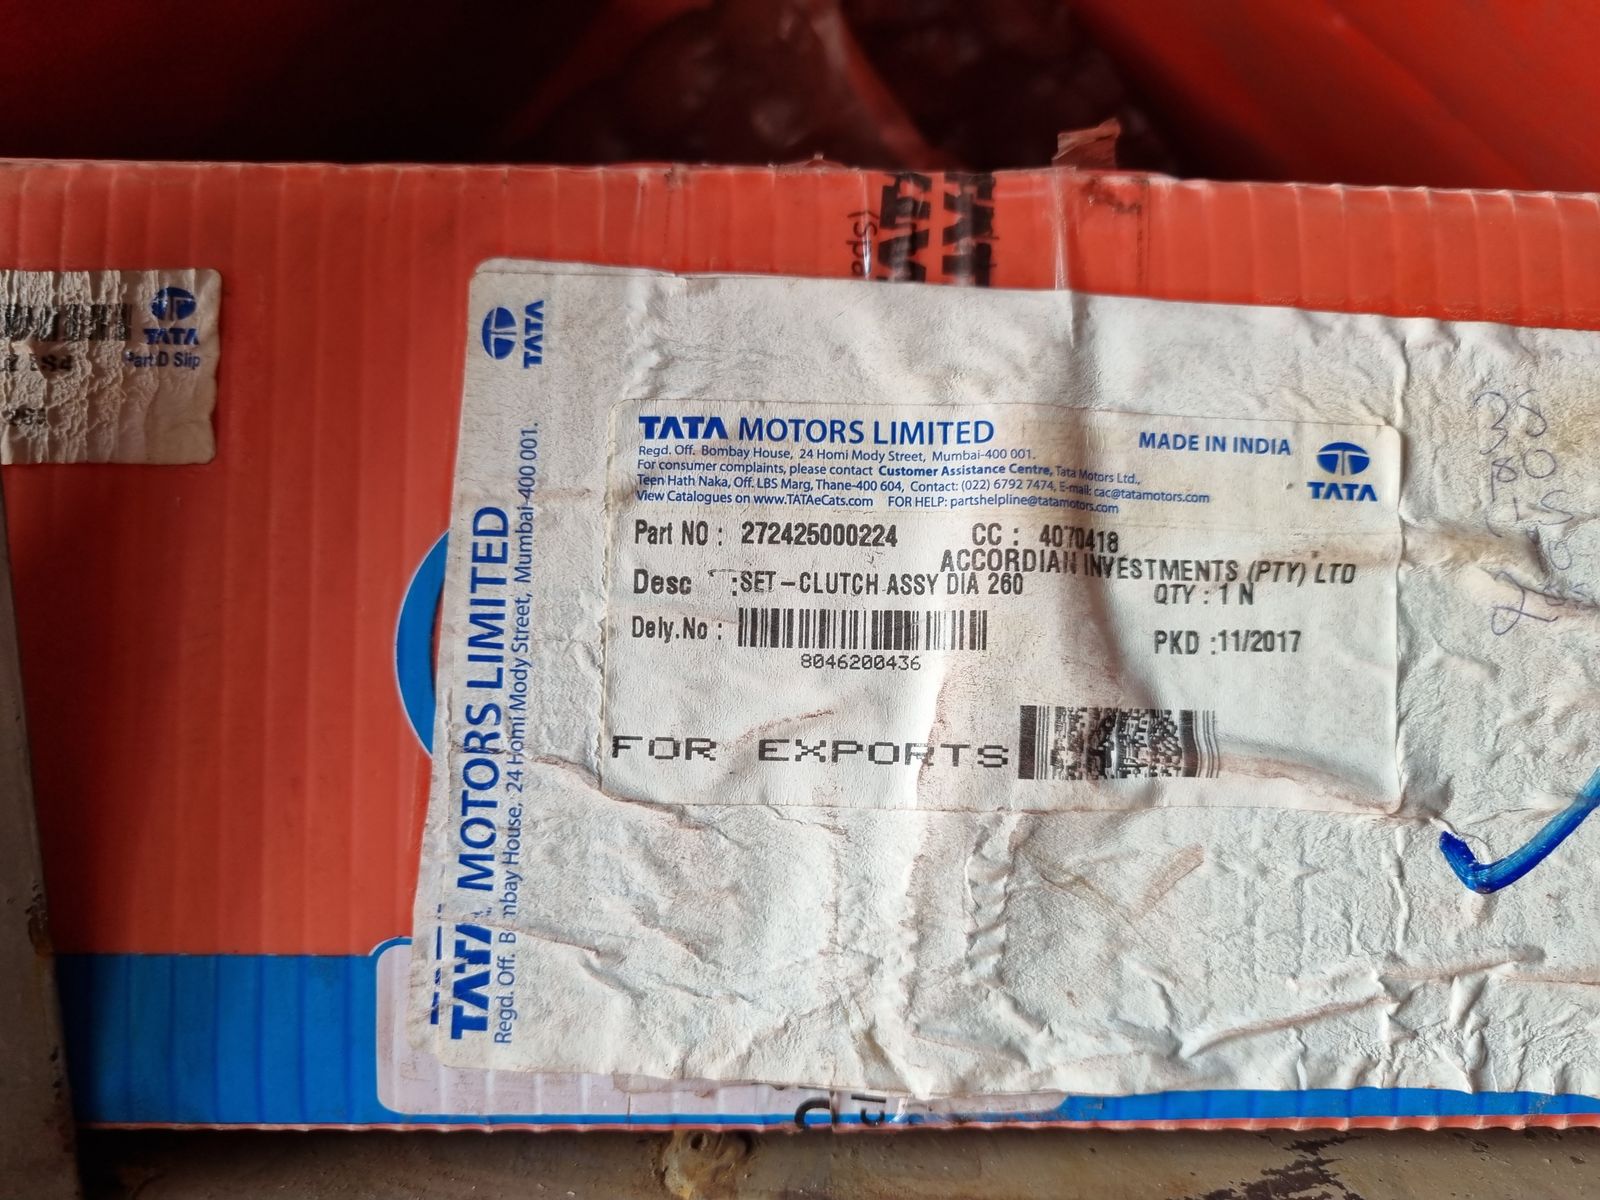 TATA
Part.D Slip
TATA
TATA MOTORS LIMITED
Regd. Off. Bombay House, 24 Homi Mody Street, Mumbai-400 001.
TATA MOTORS LIMITED
MADE IN INDIA
TATA
Regd. Off. Bombay House, 24 Homi Mody Street, Mumbai-400 001.
For consumer complaints, please contact Customer Assistance Centre, Tata Motors Ltd.,
Teen Hath Naka, Off. LBS Marg, Thane-400 604, Contact: (022) 6792 7474, E-mail: cac@tatamotors.com
View Catalogues on www.TATAeCats.com FOR HELP: partshelpline@tatamotors.com
Part NO : 272425000224 CC : 4070418
ACCORDIAN INVESTMENTS (PTY) LTD
Desc :SET-CLUTCH ASSY DIA 260
QTY : 1 N
Dely.No :
PKD :11/2017
8046200436
FOR EXPORTS